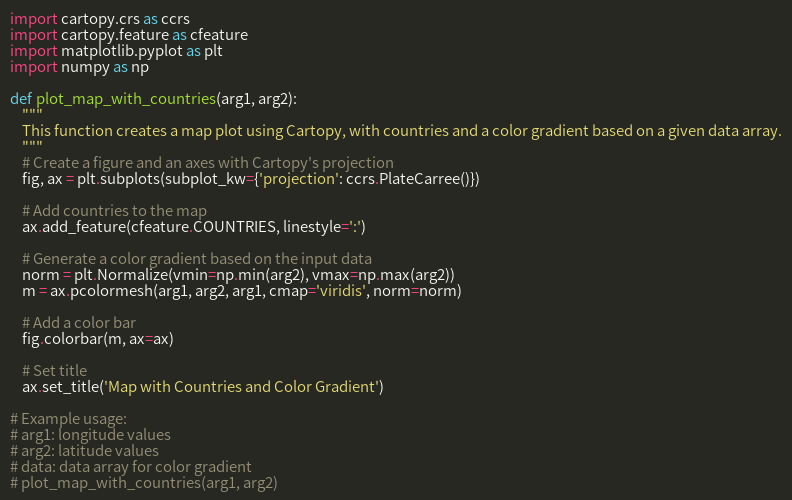 import cartopy.crs as ccrs
import cartopy.feature as cfeature
import matplotlib.pyplot as plt
import numpy as np

def plot_map_with_countries(arg1, arg2):
    """
    This function creates a map plot using Cartopy, with countries and a color gradient based on a given data array.
    """
    # Create a figure and an axes with Cartopy's projection
    fig, ax = plt.subplots(subplot_kw={'projection': ccrs.PlateCarree()})

    # Add countries to the map
    ax.add_feature(cfeature.COUNTRIES, linestyle=':')

    # Generate a color gradient based on the input data
    norm = plt.Normalize(vmin=np.min(arg2), vmax=np.max(arg2))
    m = ax.pcolormesh(arg1, arg2, arg1, cmap='viridis', norm=norm)

    # Add a color bar
    fig.colorbar(m, ax=ax)

    # Set title
    ax.set_title('Map with Countries and Color Gradient')

# Example usage:
# arg1: longitude values
# arg2: latitude values
# data: data array for color gradient
# plot_map_with_countries(arg1, arg2)